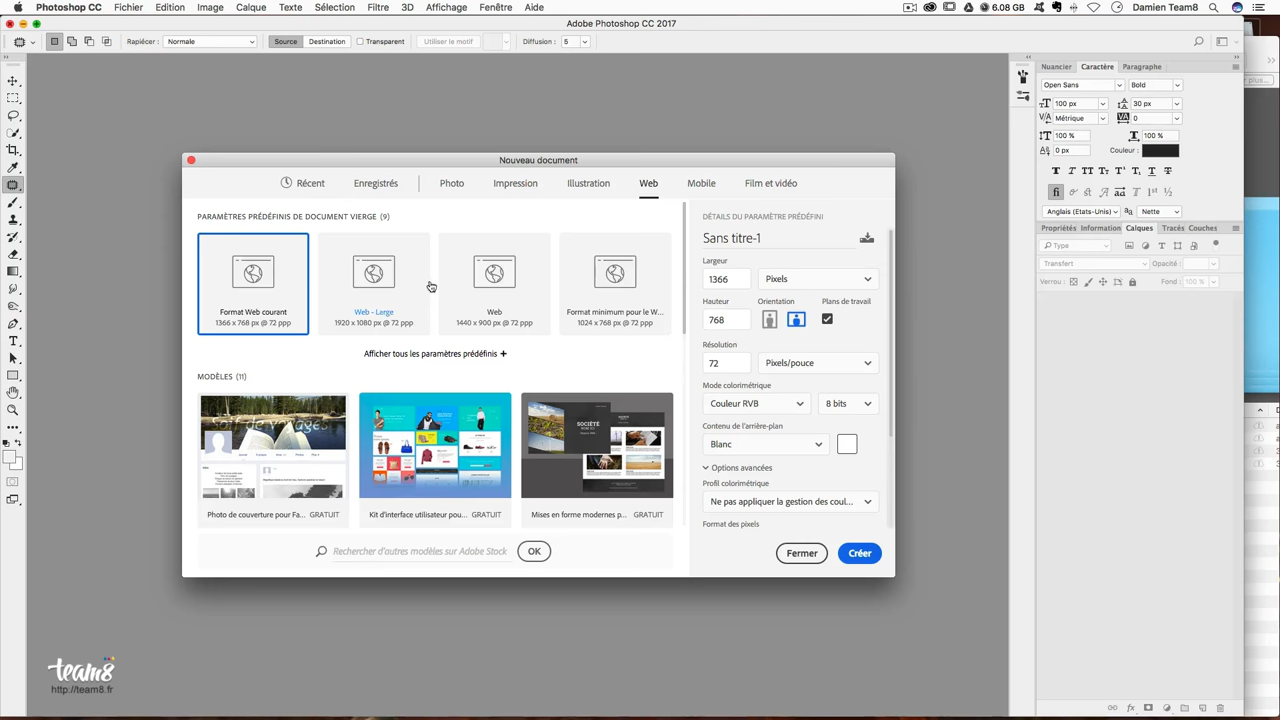 Photoshop CC Fichier Edition Image Calque Texte Sélection Filtre 3D Affichage Fenêtre Aide 6.08 GB Damien Team8
Adobe Photoshop CC 2017
Rapiécer : Normale Source Destination Transparent Utiliser le motif Diffusion : 5
Nuancier Caractère Paragraphe
plus...
Open Sans Bold
100 px 30 px
Métrique 0
100 % 100 %
0 px Couleur :
Anglais (Etats-Unis) Nette
Propriétés Information Calques Tracés Couches
Type
Transfert Opacité :
Verrou : Fond : 100 %
Nouveau document
Récent Enregistrés Photo Impression Illustration Web Mobile Film et vidéo
PARAMÈTRES PRÉDÉFINIS DE DOCUMENT VIERGE (9)
Format Web courant
1366 x 768 px @ 72 ppp
Web - Large
1920 x 1080 px @ 72 ppp
Web
1440 x 900 px @ 72 ppp
Format minimum pour le W...
1024 x 768 px @ 72 ppp
Afficher tous les paramètres prédéfinis +
MODÈLES (11)
Soif de voyages
SOCIÉTÉ
Photo de couverture pour Fa... GRATUIT
Kit d'interface utilisateur pou... GRATUIT
Mises en forme modernes p... GRATUIT
Rechercher d'autres modèles sur Adobe Stock OK
DÉTAILS DU PARAMÈTRE PRÉDÉFINI
Sans titre-1
Largeur
1366 Pixels
Hauteur Orientation Plans de travail
768
Résolution
72 Pixels/pouce
Mode colorimétrique
Couleur RVB 8 bits
Contenu de l'arrière-plan
Blanc
Options avancées
Profil colorimétrique
Ne pas appliquer la gestion des coul...
Format des pixels
Fermer Créer
team8
http://team8.fr